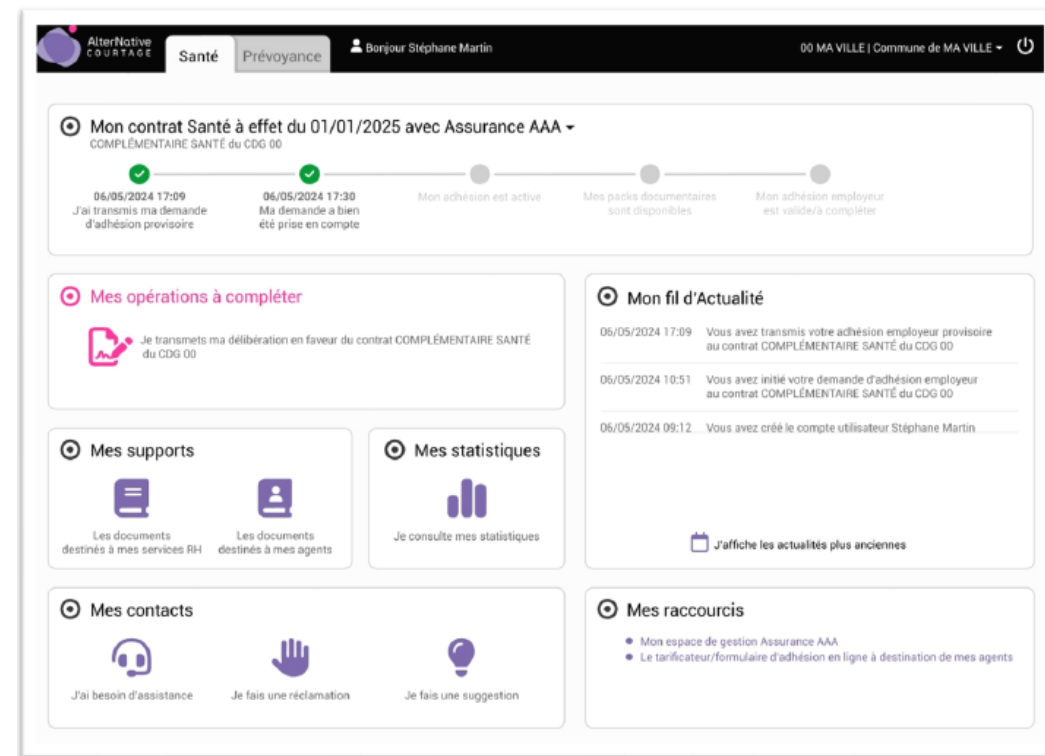 AlterNative
COURTAGE
Santé
Prévoyance
Bonjour Stéphane Martin
00 MA VILLE | Commune de MA VILLE
Mon contrat Santé à effet du 01/01/2025 avec Assurance AAA
COMPLÉMENTAIRE SANTÉ du CDG 00
06/05/2024 17:09
J'ai transmis ma demande
d'adhésion provisoire
06/05/2024 17:30
Ma demande a bien
été prise en compte
Mon adhésion est active
Mes packs documentaires
sont disponibles
Mon adhésion employeur
est valide/à compléter
Mes opérations à compléter
Je transmets ma délibération en faveur du contrat COMPLÉMENTAIRE SANTÉ
du CDG 00
Mon fil d'Actualité
06/05/2024 17:09 Vous avez transmis votre adhésion employeur provisoire
au contrat COMPLÉMENTAIRE SANTÉ du CDG 00
06/05/2024 10:51 Vous avez initié votre demande d'adhésion employeur
au contrat COMPLÉMENTAIRE SANTÉ du CDG 00
06/05/2024 09:12 Vous avez créé le compte utilisateur Stéphane Martin
J'affiche les actualités plus anciennes
Mes supports
Les documents
destinés à mes services RH
Les documents
destinés à mes agents
Mes statistiques
Je consulte mes statistiques
Mes contacts
J'ai besoin d'assistance
Je fais une réclamation
Je fais une suggestion
Mes raccourcis
Mon espace de gestion Assurance AAA
Le tarificateur/formulaire d'adhésion en ligne à destination de mes agents